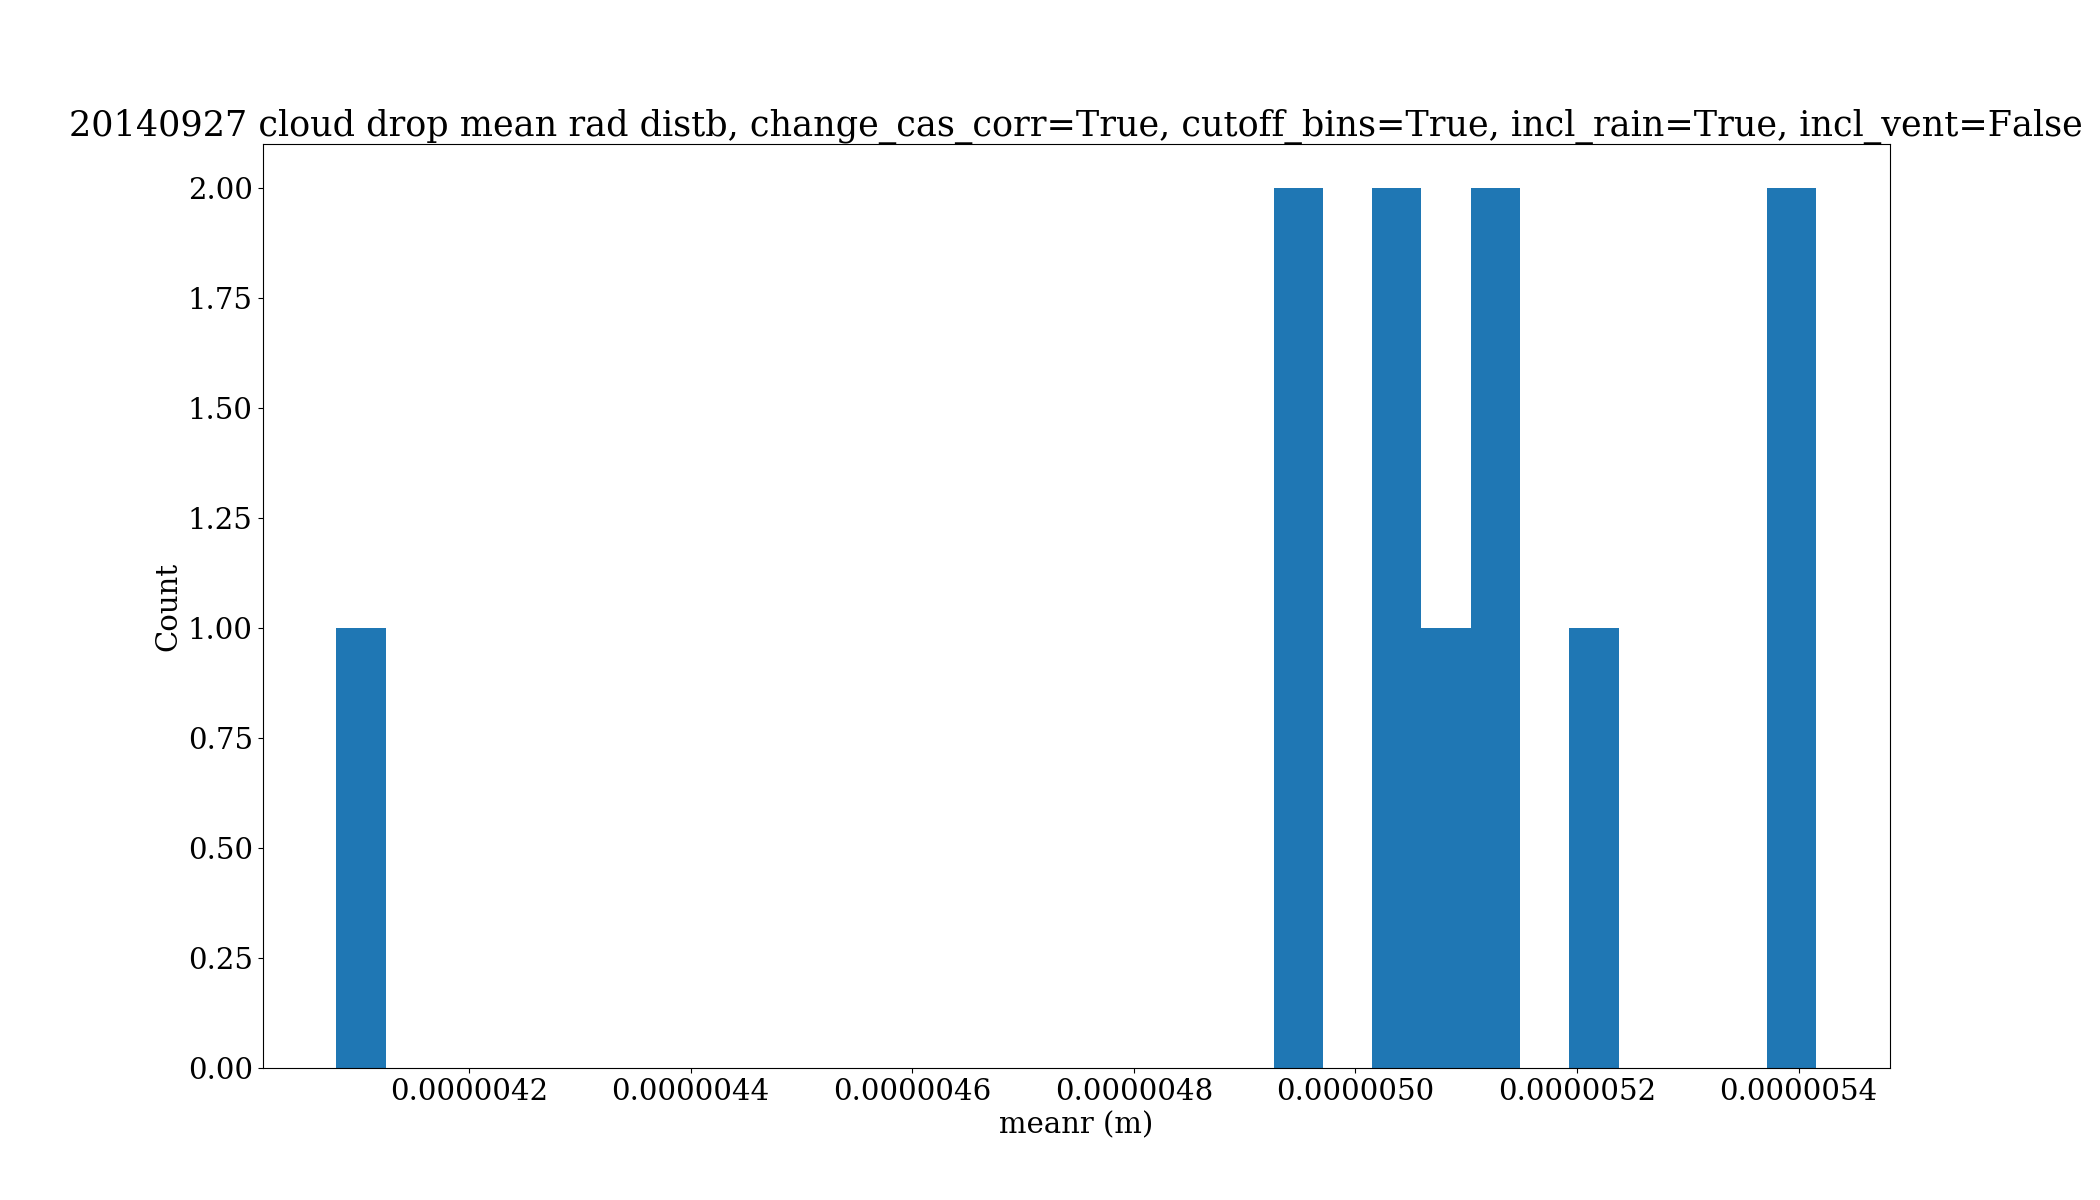 20140927 cloud drop mean rad distb, change_cas_corr=True, cutoff_bins=True, incl_rain=True, incl_vent=False
2.00
1.75
1.50
1.25
1.00
0.75
0.50
0.25
0.00
Count
0.0000042 0.0000044 0.0000046 0.0000048 0.0000050 0.0000052 0.0000054
meanr (m)